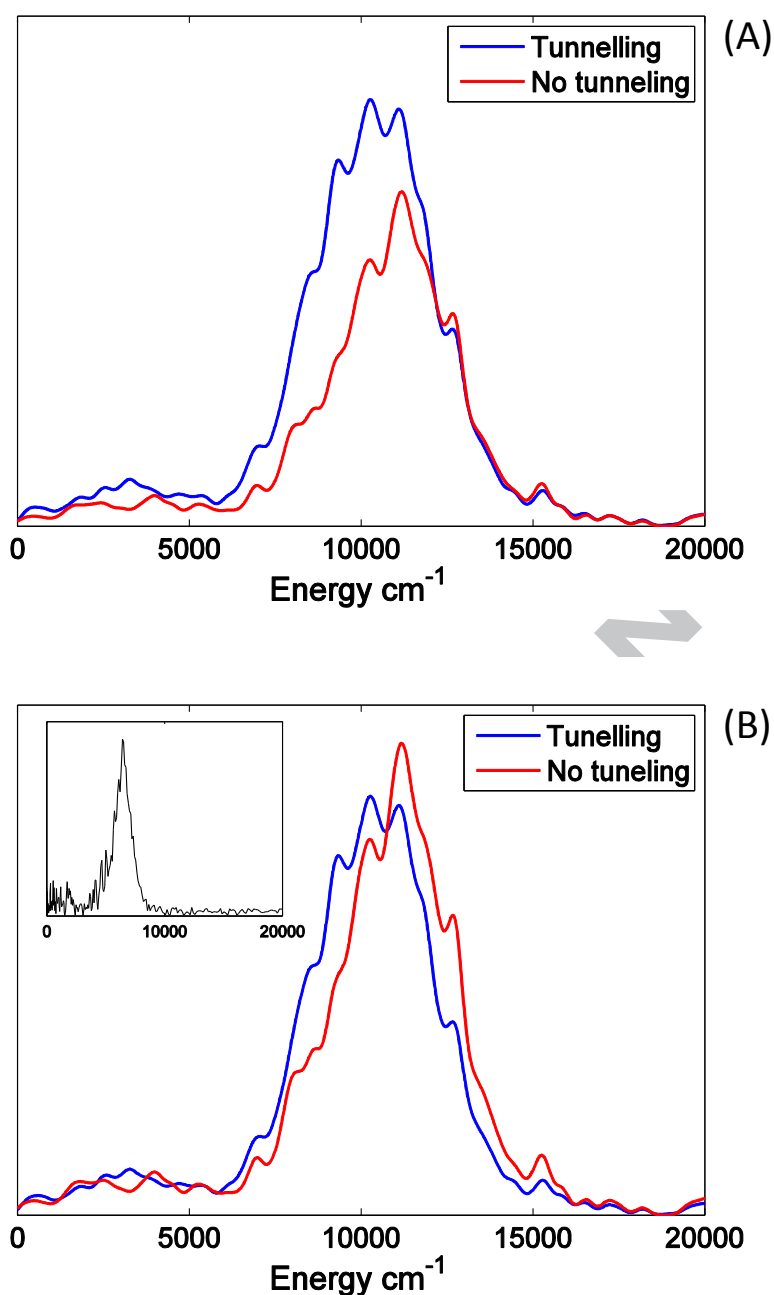 (A)
Tunnelling
No tunneling
0 5000 10000 15000 20000
Energy cm-1
(B)
Tunelling
No tuneling
0 10000 20000
0 5000 10000 15000 20000
Energy cm-1